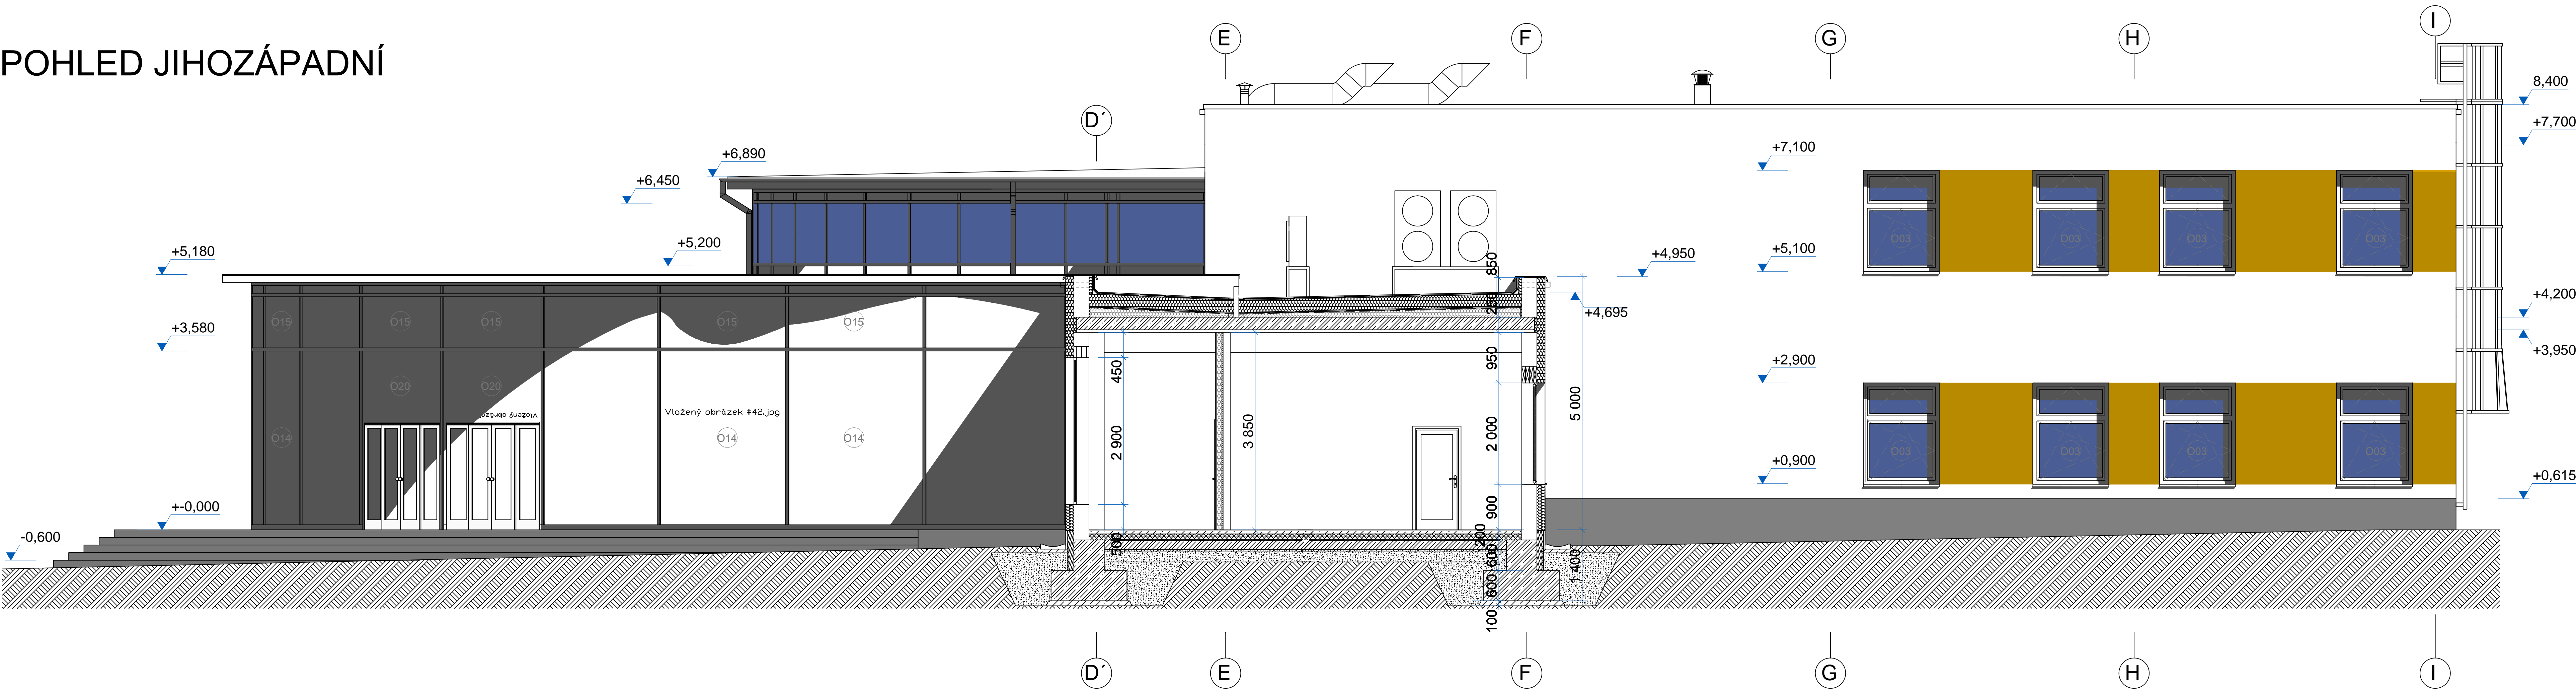 POHLED JIHOZÁPADNÍ
E
F
G
H
I
D´
8,400
+7,700
+7,100
+6,890
+6,450
+5,200
+5,180
+5,100
+4,950
850
250
+4,695
+4,200
+3,950
+3,580
+2,900
O15
O15
O15
O15
O15
O03
O03
O03
O03
O20
O20
450
950
5 000
Vložený obrázek #42.jpg
Vložený obráze
O14
O14
O14
2 900
3 850
2 000
O03
O03
O03
O03
+0,900
+0,615
+-0,000
900
-0,600
500
200
600
1 400
600
100
D´
E
F
G
H
I